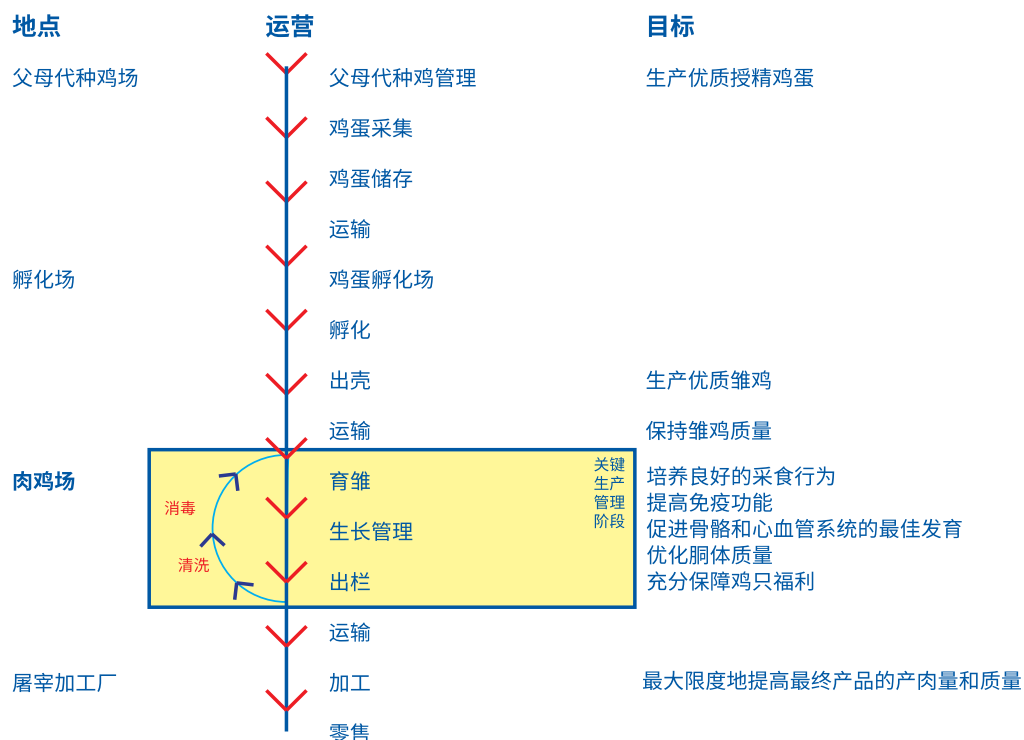 地点 运营 目标
父母代种鸡场 父母代种鸡管理 生产优质授精鸡蛋
鸡蛋采集
鸡蛋储存
运输
孵化场 鸡蛋孵化场
孵化
出壳 生产优质雏鸡
运输 保持雏鸡质量
肉鸡场
消毒
清洗
育雏
生长管理
出栏
关键
生产
管理
阶段
培养良好的采食行为
提高免疫功能
促进骨骼和心血管系统的最佳发育
优化胴体质量
充分保障鸡只福利
运输
屠宰加工厂 加工 最大限度地提高最终产品的产肉量和质量
零售